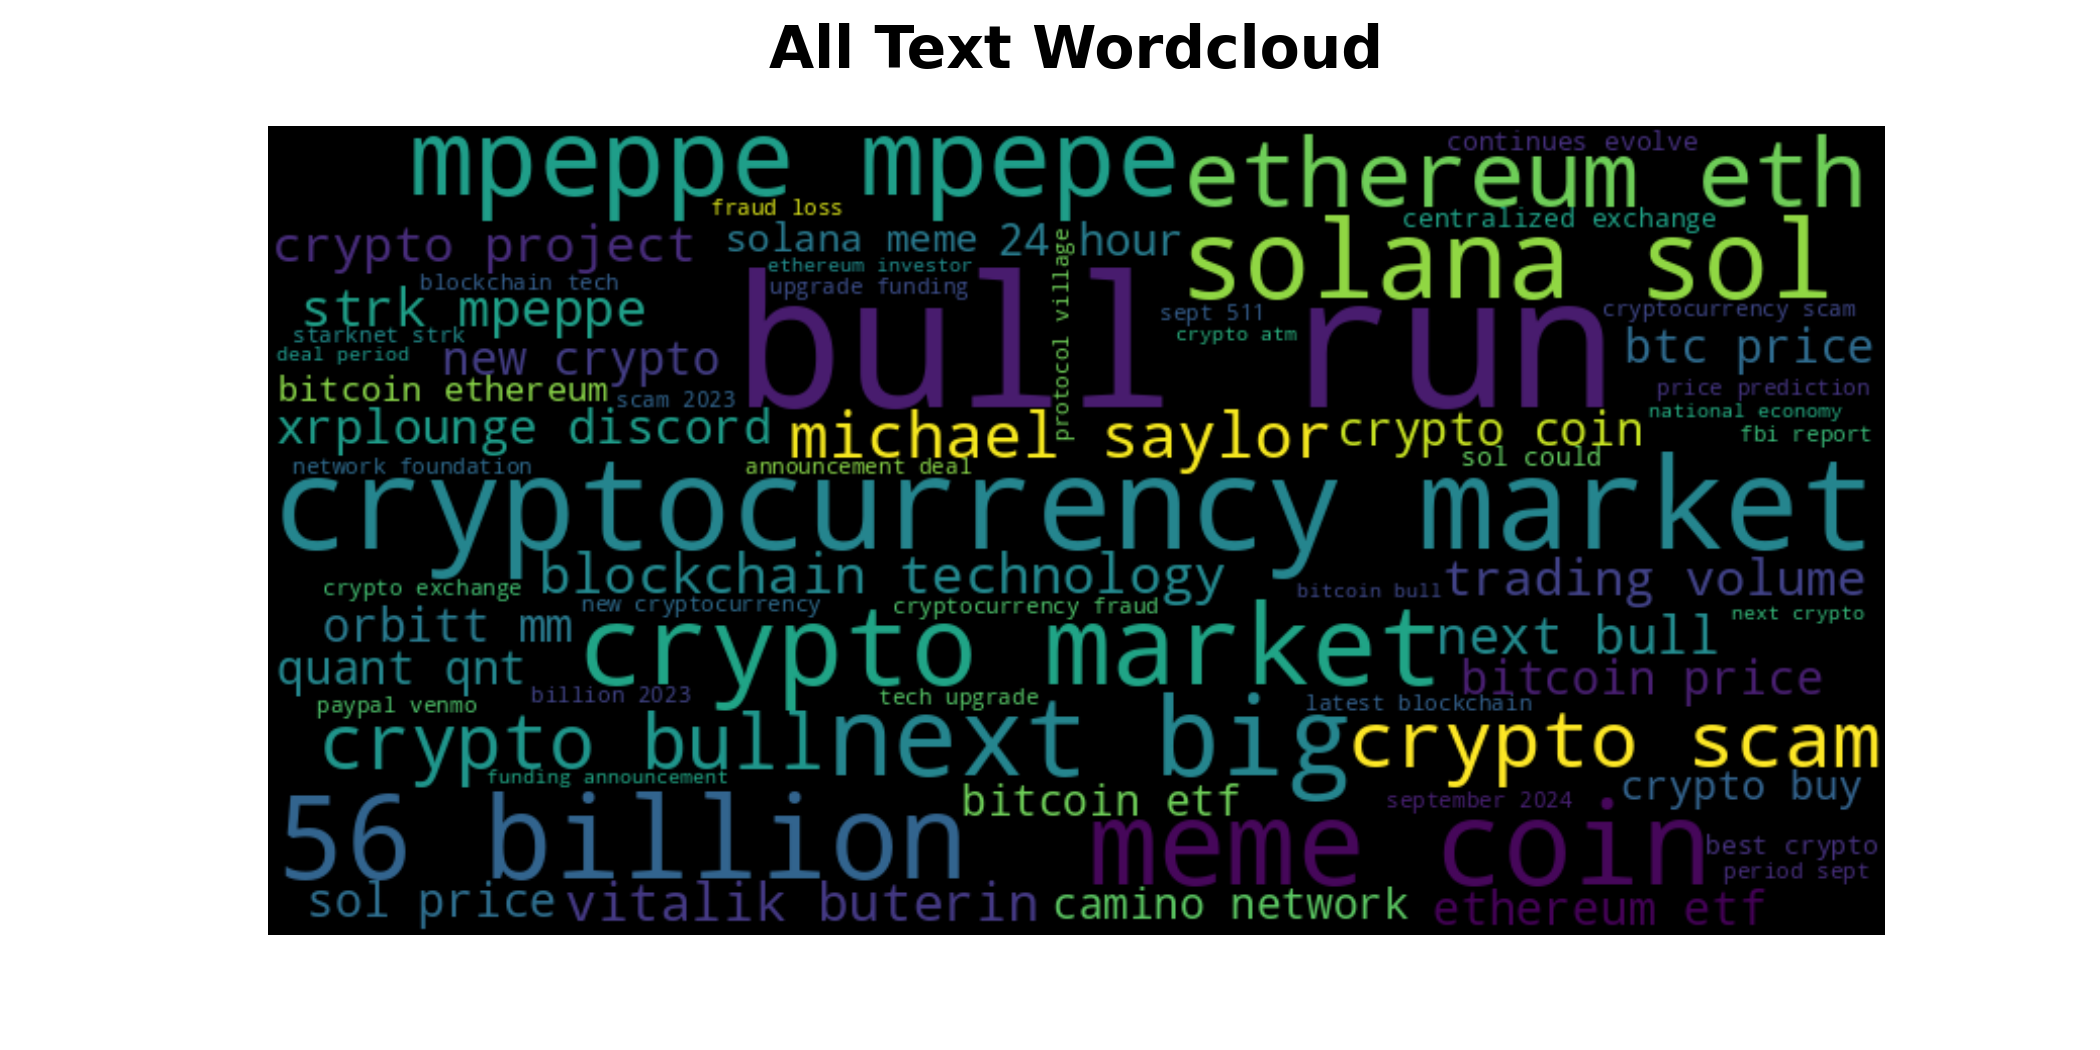 All Text Wordcloud
mpeppe mpepe
ethereum eth
continues evolve
fraud loss
centralized exchange
crypto project
solana meme
24 hour
solana sol
ethereum investor
blockchain tech
upgrade funding
protocol village
strk mpeppe
bull run
sept 511
cryptocurrency scam
starknet strk
crypto atm
deal period
new crypto
btc price
bitcoin ethereum
scam 2023
price prediction
xrplounge discord
michael saylor
crypto coin
national economy
fbi report
network foundation
announcement deal
sol could
cryptocurrency market
crypto exchange
blockchain technology
bitcoin bull
trading volume
new cryptocurrency
cryptocurrency fraud
next crypto
orbitt mm
crypto market
next bull
quant qnt
bitcoin price
paypal venmo
billion 2023
tech upgrade
latest blockchain
crypto bull
next big
crypto scam
funding announcement
crypto buy
56 billion
bitcoin etf
september 2024
meme coin
best crypto
period sept
sol price
vitalik buterin
camino network
ethereum etf